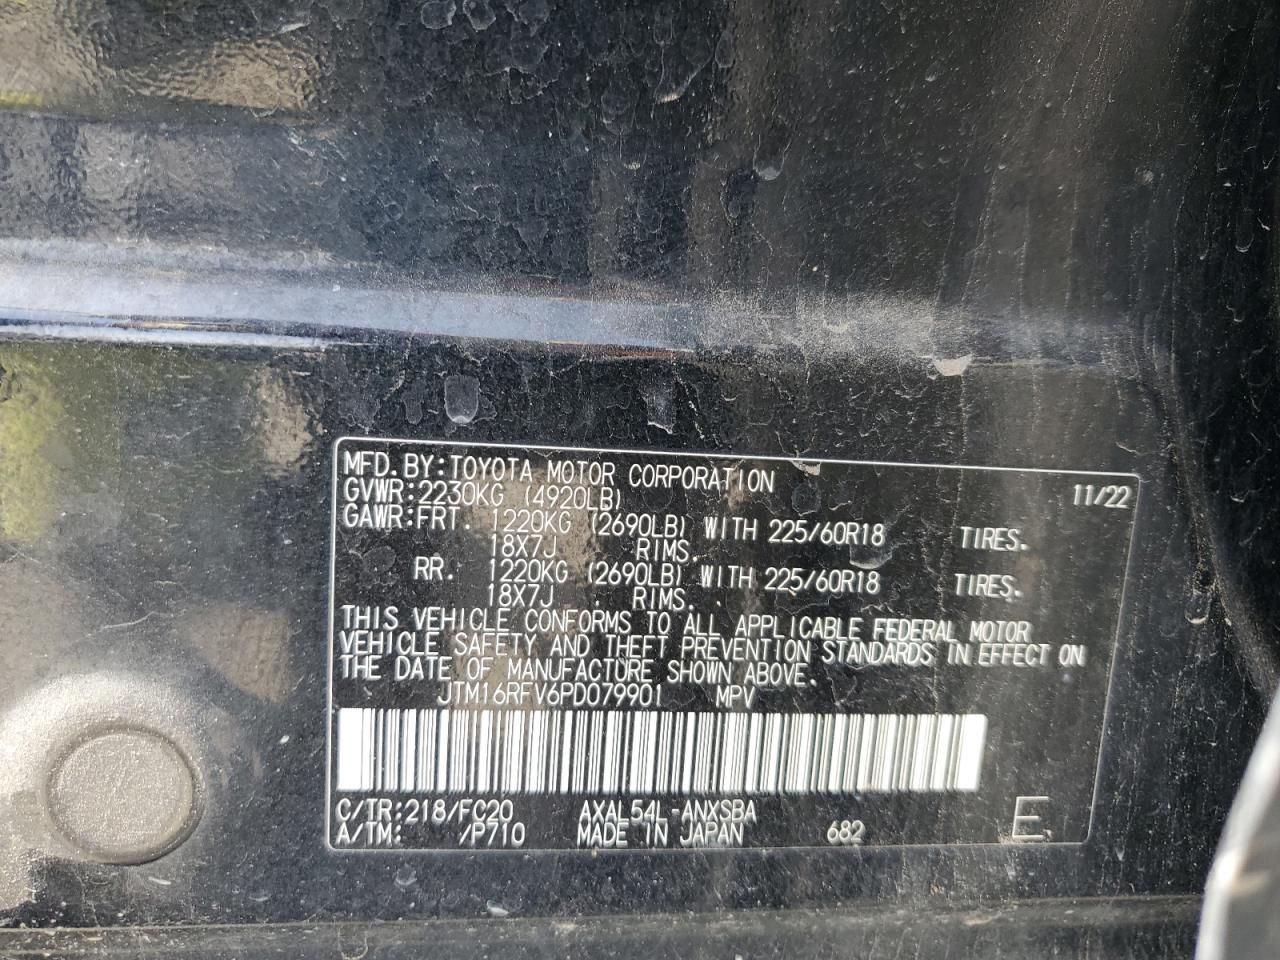 MFD.BY:TOYOTA MOTOR CORPORATION 11/22
GVWR:2230KG (4920LB)
GAWR:FRT. 1220KG (2690LB) WITH 225/60R18 TIRES.
18X7J RIMS.
RR. 1220KG (2690LB) WITH 225/60R18 TIRES.
18X7J RIMS.
THIS VEHICLE CONFORMS TO ALL APPLICABLE FEDERAL MOTOR
VEHICLE SAFETY AND THEFT PREVENTION STANDARDS IN EFFECT ON
THE DATE OF MANUFACTURE SHOWN ABOVE.
JTM16RFV6PD079901 MPV
C/TR:218/FC20 AXAL54L-ANXSBA
A/TM: /P710 MADE IN JAPAN 682 E